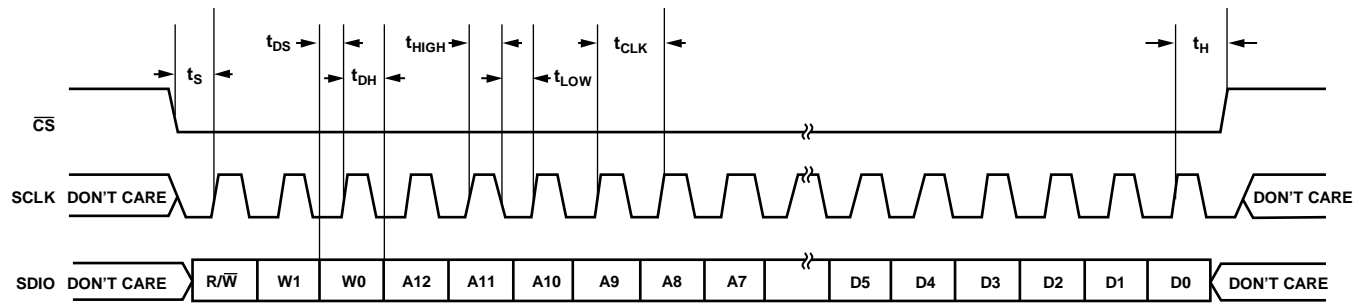 tDS tHIGH tCLK tH
tS tDH tLOW
C̅S̅
SCLK DON'T CARE DON'T CARE
SDIO DON'T CARE R/W̅ W1 W0 A12 A11 A10 A9 A8 A7 D5 D4 D3 D2 D1 D0 DON'T CARE